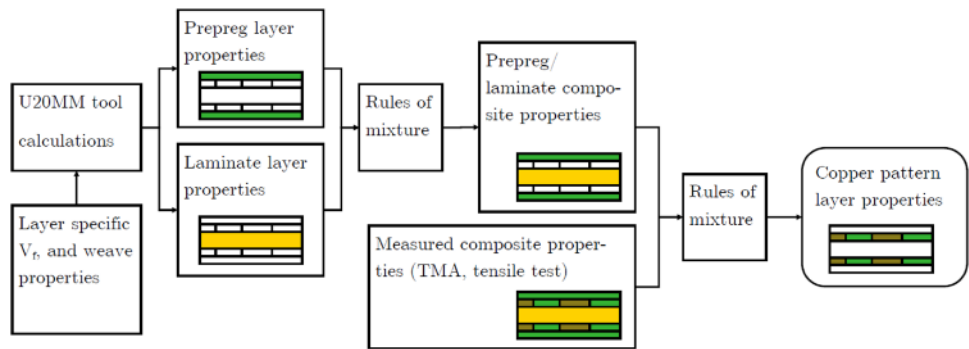 Prepreg layer
properties
U20MM tool
calculations
Laminate layer
properties
Layer specific
Vf, and weave
properties
Rules of
mixture
Prepreg/
laminate compo-
site properties
Measured composite proper-
ties (TMA, tensile test)
Rules of
mixture
Copper pattern
layer properties